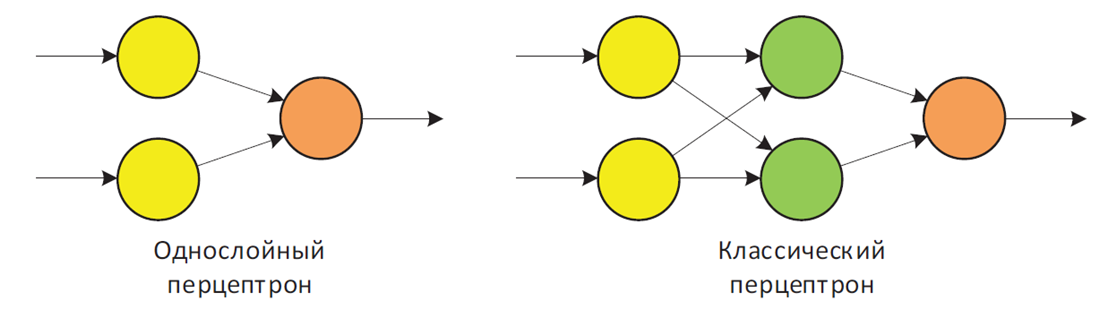 Однослойный
перцептрон
Классический
перцептрон